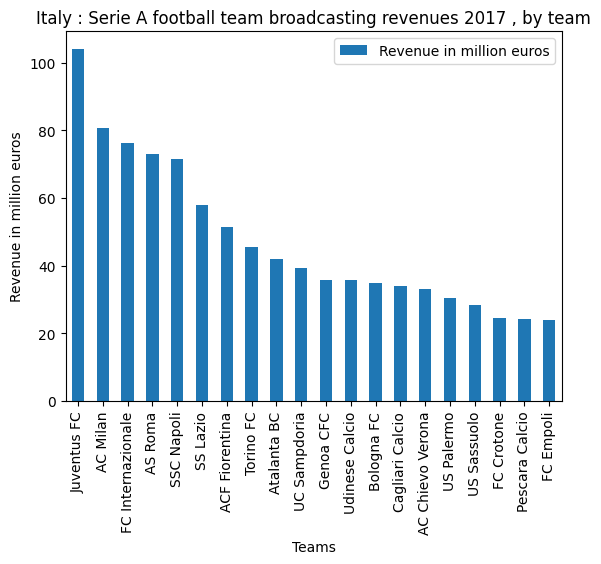 Italy : Serie A football team broadcasting revenues 2017 , by team
Revenue in million euros
Revenue in million euros
100
80
60
40
20
0
Juventus FC
AC Milan
FC Internazionale
AS Roma
SSC Napoli
SS Lazio
ACF Fiorentina
Torino FC
Atalanta BC
UC Sampdoria
Genoa CFC
Udinese Calcio
Bologna FC
Cagliari Calcio
AC Chievo Verona
US Palermo
US Sassuolo
FC Crotone
Pescara Calcio
FC Empoli
Teams